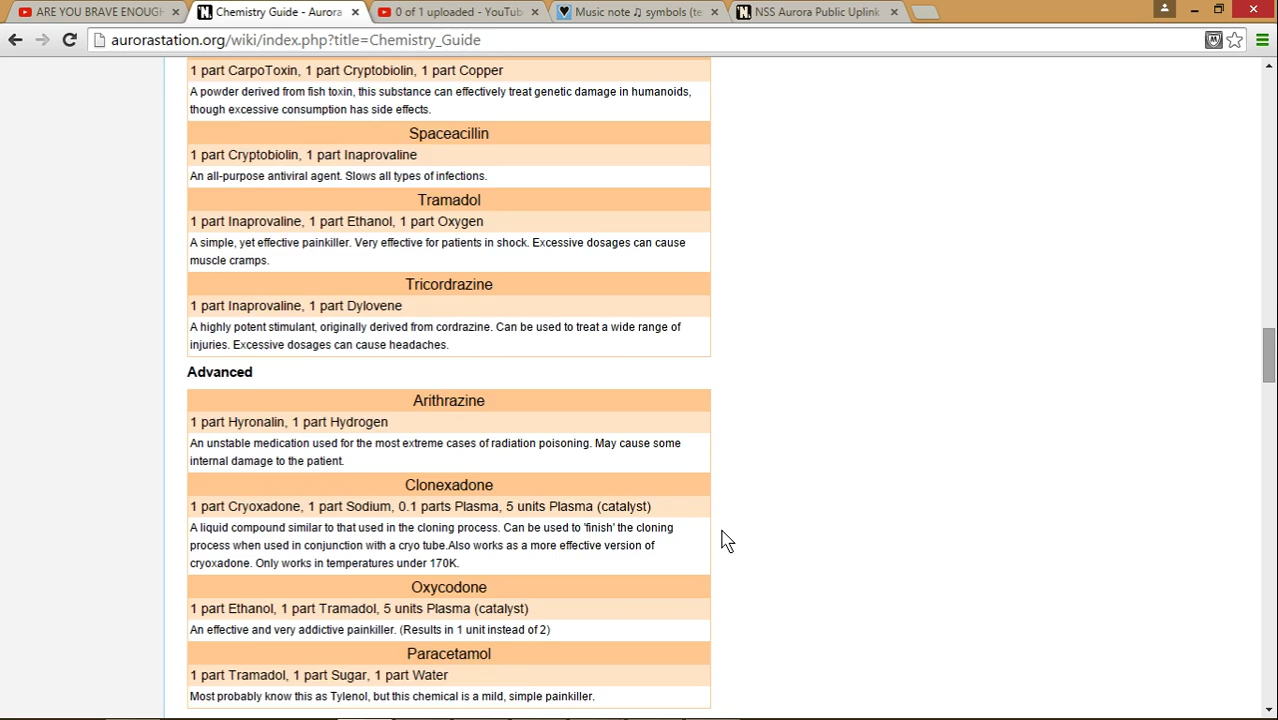 ARE YOU BRAVE ENOUGH
Chemistry Guide - Aurora
0 of 1 uploaded - YouTub
Music note ♫ symbols (te
NSS Aurora Public Uplink
aurorastation.org/wiki/index.php?title=Chemistry_Guide
1 part CarpoToxin, 1 part Cryptobiolin, 1 part Copper
A powder derived from fish toxin, this substance can effectively treat genetic damage in humanoids,
though excessive consumption has side effects.
Spaceacillin
1 part Cryptobiolin, 1 part Inaprovaline
An all-purpose antiviral agent. Slows all types of infections.
Tramadol
1 part Inaprovaline, 1 part Ethanol, 1 part Oxygen
A simple, yet effective painkiller. Very effective for patients in shock. Excessive dosages can cause
muscle cramps.
Tricordrazine
1 part Inaprovaline, 1 part Dylovene
A highly potent stimulant, originally derived from cordrazine. Can be used to treat a wide range of
injuries. Excessive dosages can cause headaches.
Advanced
Arithrazine
1 part Hyronalin, 1 part Hydrogen
An unstable medication used for the most extreme cases of radiation poisoning. May cause some
internal damage to the patient.
Clonexadone
1 part Cryoxadone, 1 part Sodium, 0.1 parts Plasma, 5 units Plasma (catalyst)
A liquid compound similar to that used in the cloning process. Can be used to 'finish' the cloning
process when used in conjunction with a cryo tube.Also works as a more effective version of
cryoxadone. Only works in temperatures under 170K.
Oxycodone
1 part Ethanol, 1 part Tramadol, 5 units Plasma (catalyst)
An effective and very addictive painkiller. (Results in 1 unit instead of 2)
Paracetamol
1 part Tramadol, 1 part Sugar, 1 part Water
Most probably know this as Tylenol, but this chemical is a mild, simple painkiller.